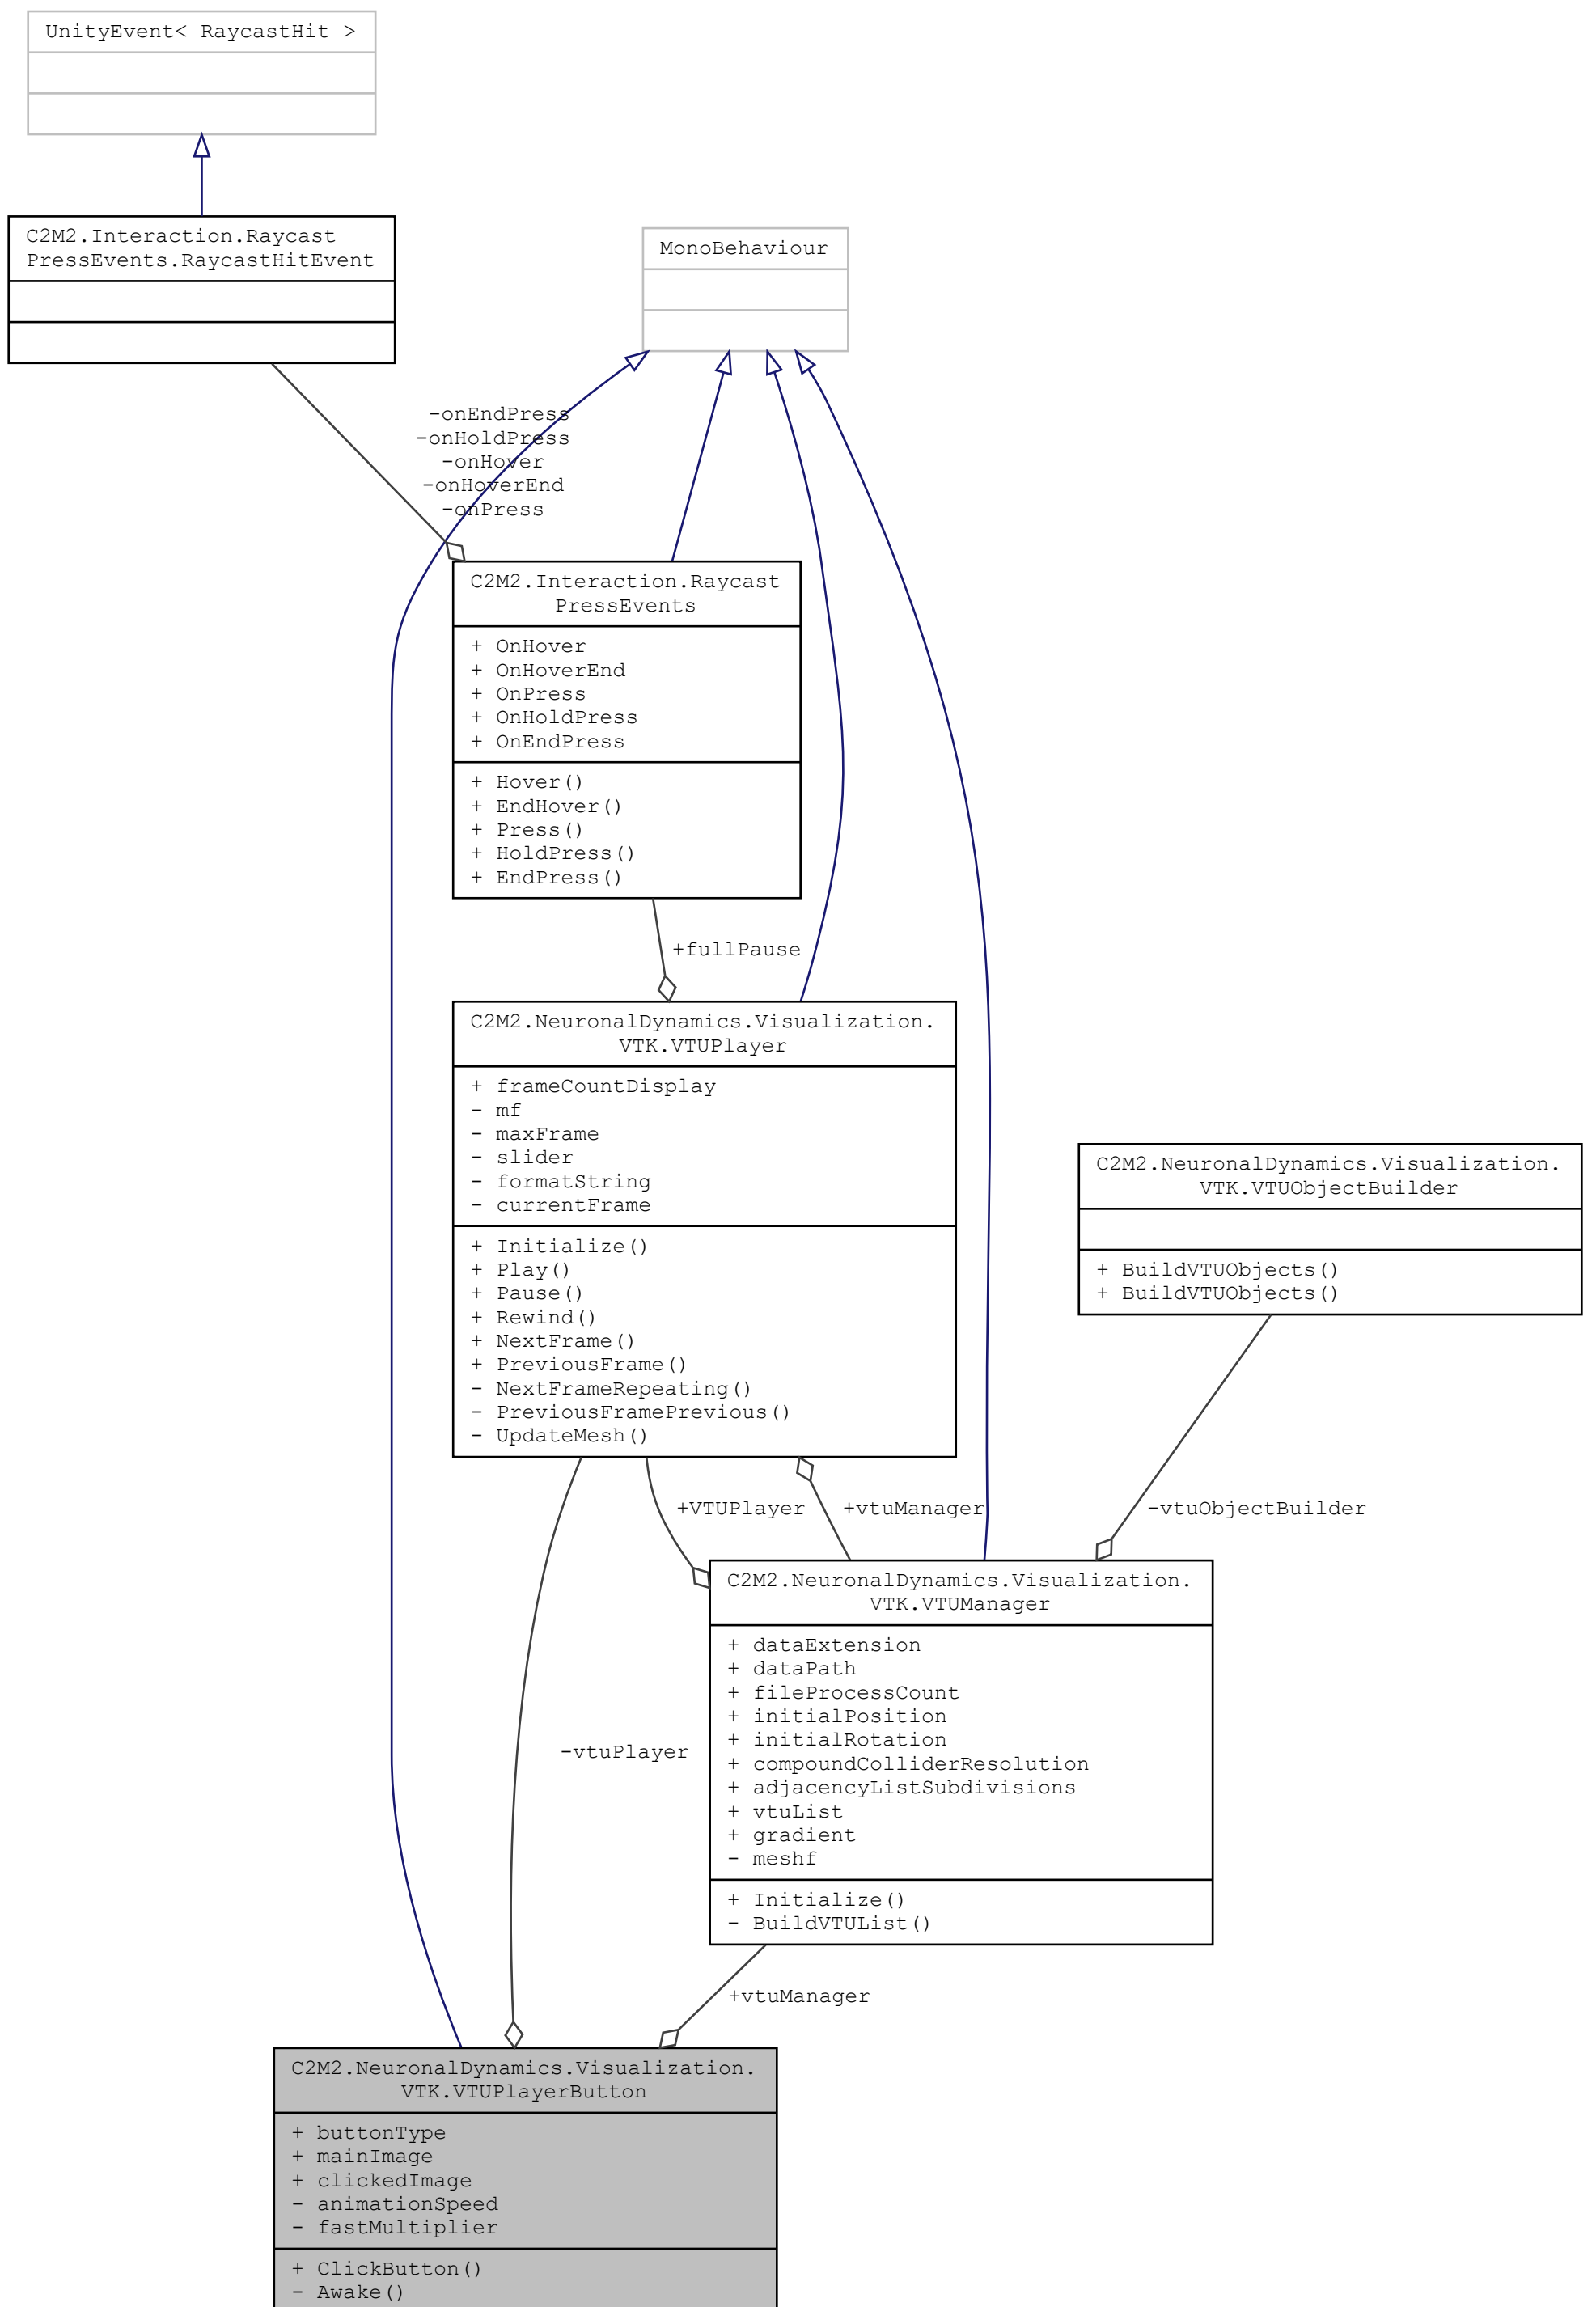 UnityEvent< RaycastHit >
C2M2.Interaction.Raycast
PressEvents.RaycastHitEvent
MonoBehaviour
-onEndPress
-onHoldPress
-onHover
-onHoverEnd
-onPress
C2M2.Interaction.Raycast
PressEvents
+ OnHover
+ OnHoverEnd
+ OnPress
+ OnHoldPress
+ OnEndPress
+ Hover()
+ EndHover()
+ Press()
+ HoldPress()
+ EndPress()
+fullPause
C2M2.NeuronalDynamics.Visualization.
VTK.VTUPlayer
+ frameCountDisplay
- mf
- maxFrame
- slider
- formatString
- currentFrame
+ Initialize()
+ Play()
+ Pause()
+ Rewind()
+ NextFrame()
+ PreviousFrame()
- NextFrameRepeating()
- PreviousFramePrevious()
- UpdateMesh()
C2M2.NeuronalDynamics.Visualization.
VTK.VTUObjectBuilder
+ BuildVTUObjects()
+ BuildVTUObjects()
+VTUPlayer
+vtuManager
-vtuObjectBuilder
C2M2.NeuronalDynamics.Visualization.
VTK.VTUManager
+ dataExtension
+ dataPath
+ fileProcessCount
+ initialPosition
+ initialRotation
+ compoundColliderResolution
+ adjacencyListSubdivisions
+ vtuList
+ gradient
- meshf
+ Initialize()
- BuildVTUList()
-vtuPlayer
+vtuManager
C2M2.NeuronalDynamics.Visualization.
VTK.VTUPlayerButton
+ buttonType
+ mainImage
+ clickedImage
- animationSpeed
- fastMultiplier
+ ClickButton()
- Awake()